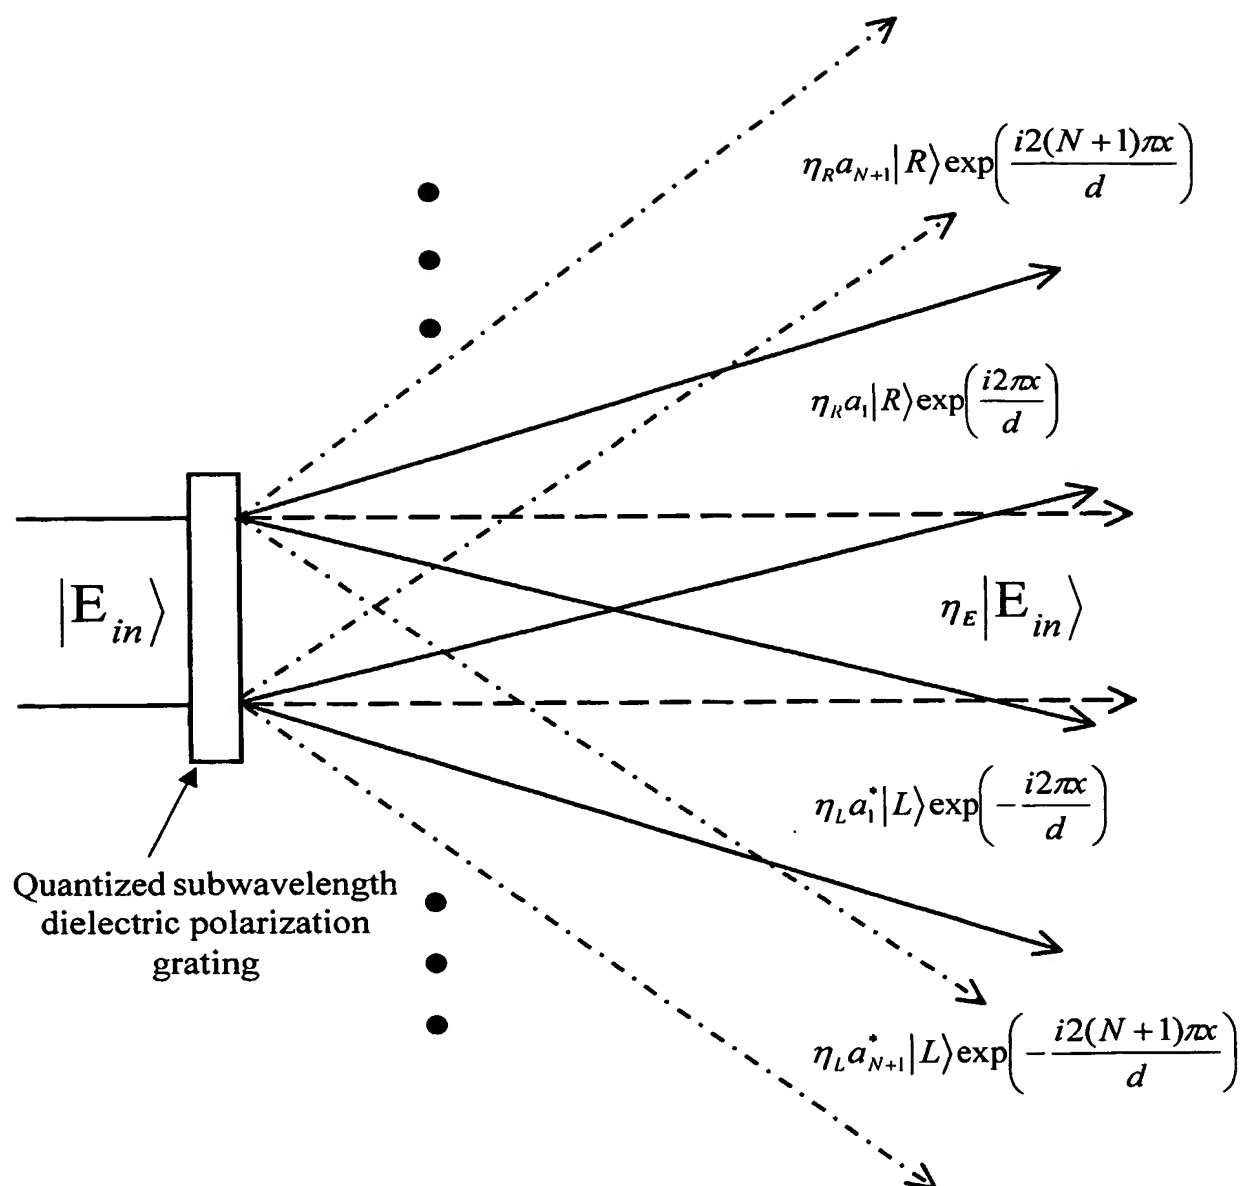 η_R a_{N+1}|R⟩exp(i2(N+1)πx/d)
η_R a_1|R⟩exp(i2πx/d)
|E_in⟩
η_E|E_in⟩
η_L a_1^*|L⟩exp(-i2πx/d)
Quantized subwavelength
dielectric polarization
grating
η_L a_{N+1}^*|L⟩exp(-i2(N+1)πx/d)